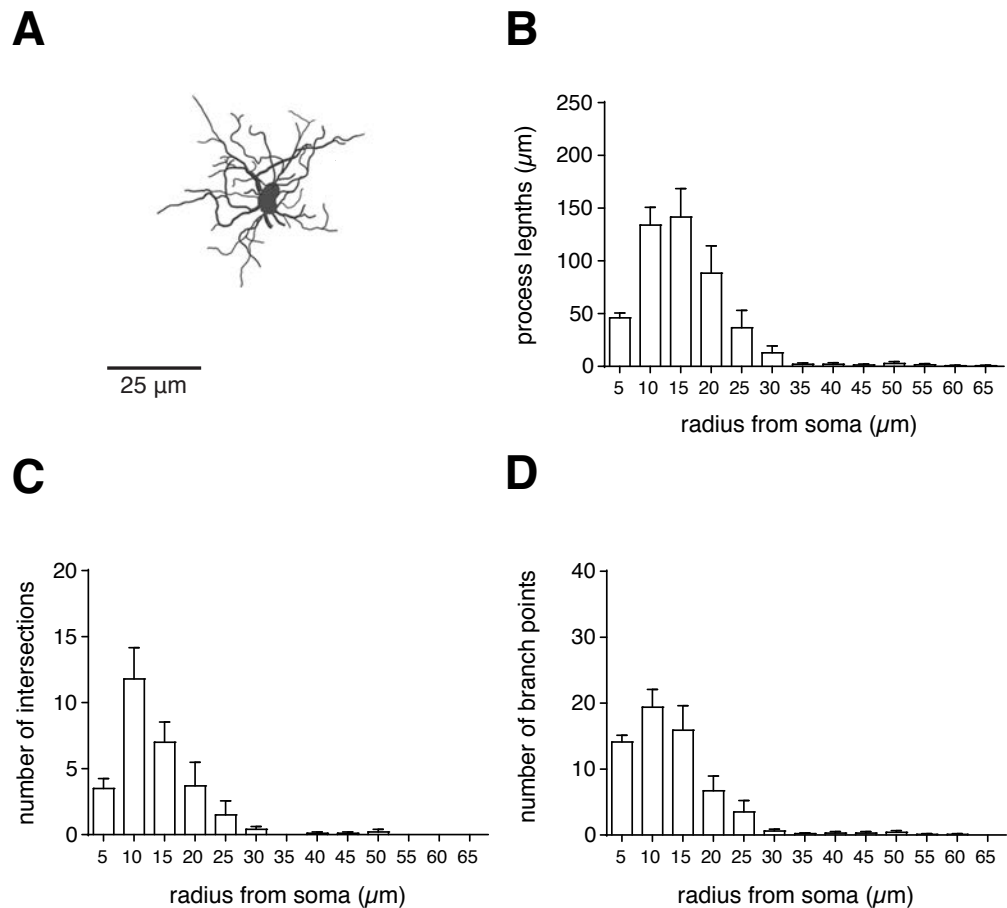 A
25 µm
B
process legnths (µm)
250
200
150
100
50
0
5 10 15 20 25 30 35 40 45 50 55 60 65
radius from soma (µm)
C
number of intersections
20
15
10
5
0
5 10 15 20 25 30 35 40 45 50 55 60 65
radius from soma (µm)
D
number of branch points
40
30
20
10
0
5 10 15 20 25 30 35 40 45 50 55 60 65
radius from soma (µm)